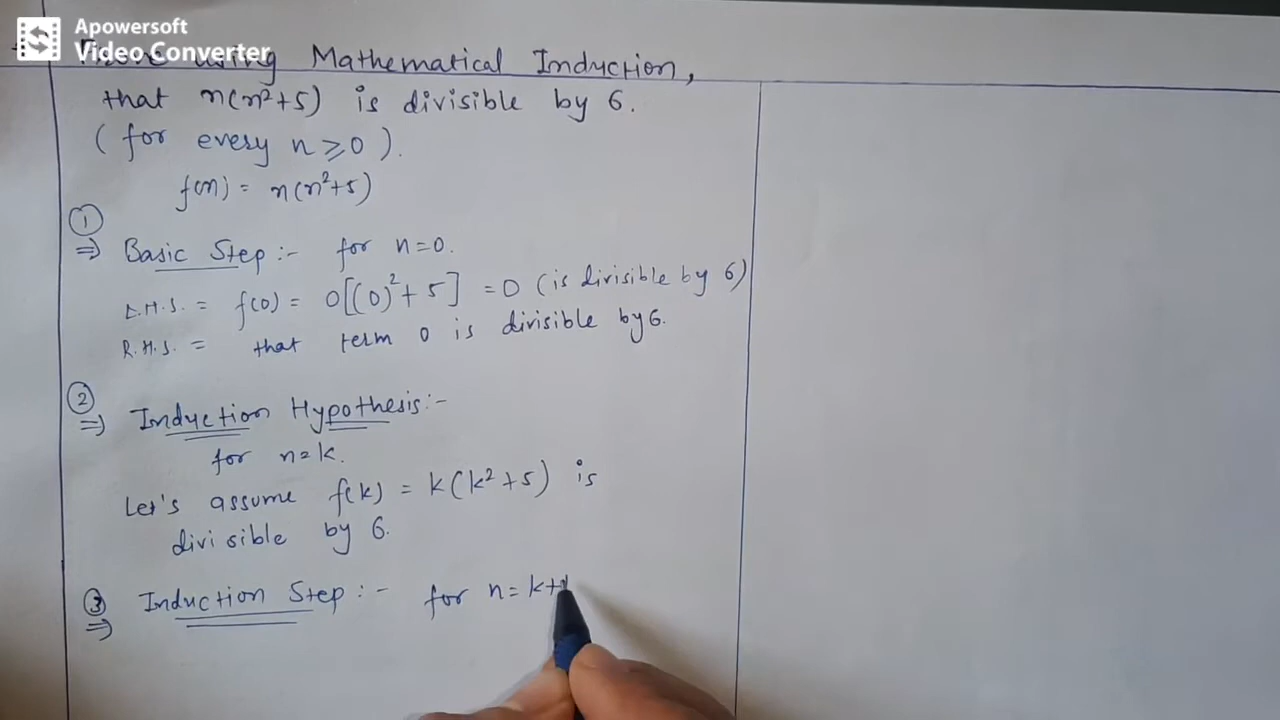 Apowersoft
Video Converter
using Mathematical Induction,
that n(n²+5) is divisible by 6.
(for every n ⩾ 0).
f(n) = n(n²+5)
①
⇒ Basic Step :- for n=0.
L.H.S. = f(0) = 0[(0)²+5] = 0 (is divisible by 6)
R.H.S. = that term 0 is divisible by 6.
②
⇒ Induction Hypothesis:-
for n=k.
Let's assume f(k) = k(k²+5) is
divisible by 6.
③
⇒ Induction Step :- for n=k+1